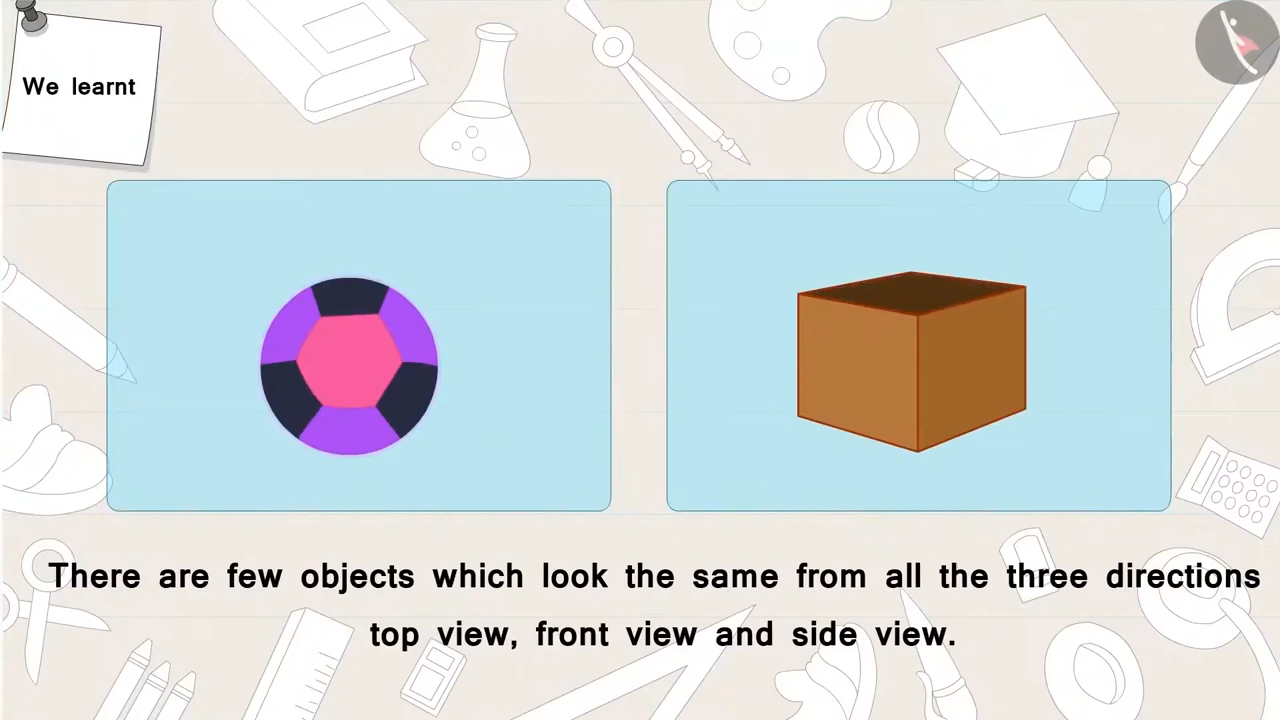 We learnt
There are few objects which look the same from all the three directions
top view, front view and side view.